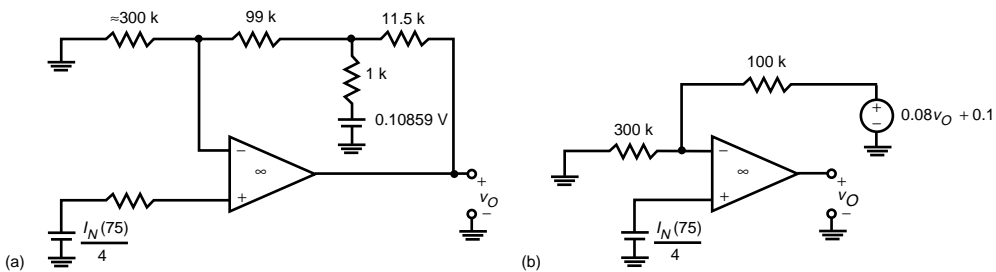 ≈300 k
99 k
11.5 k
1 k
0.10859 V
−
∞
+
+
v_O
−
I_N (75)
4
(a)
100 k
+
−
0.08v_O + 0.1
300 k
−
∞
+
+
v_O
−
I_N (75)
4
(b)